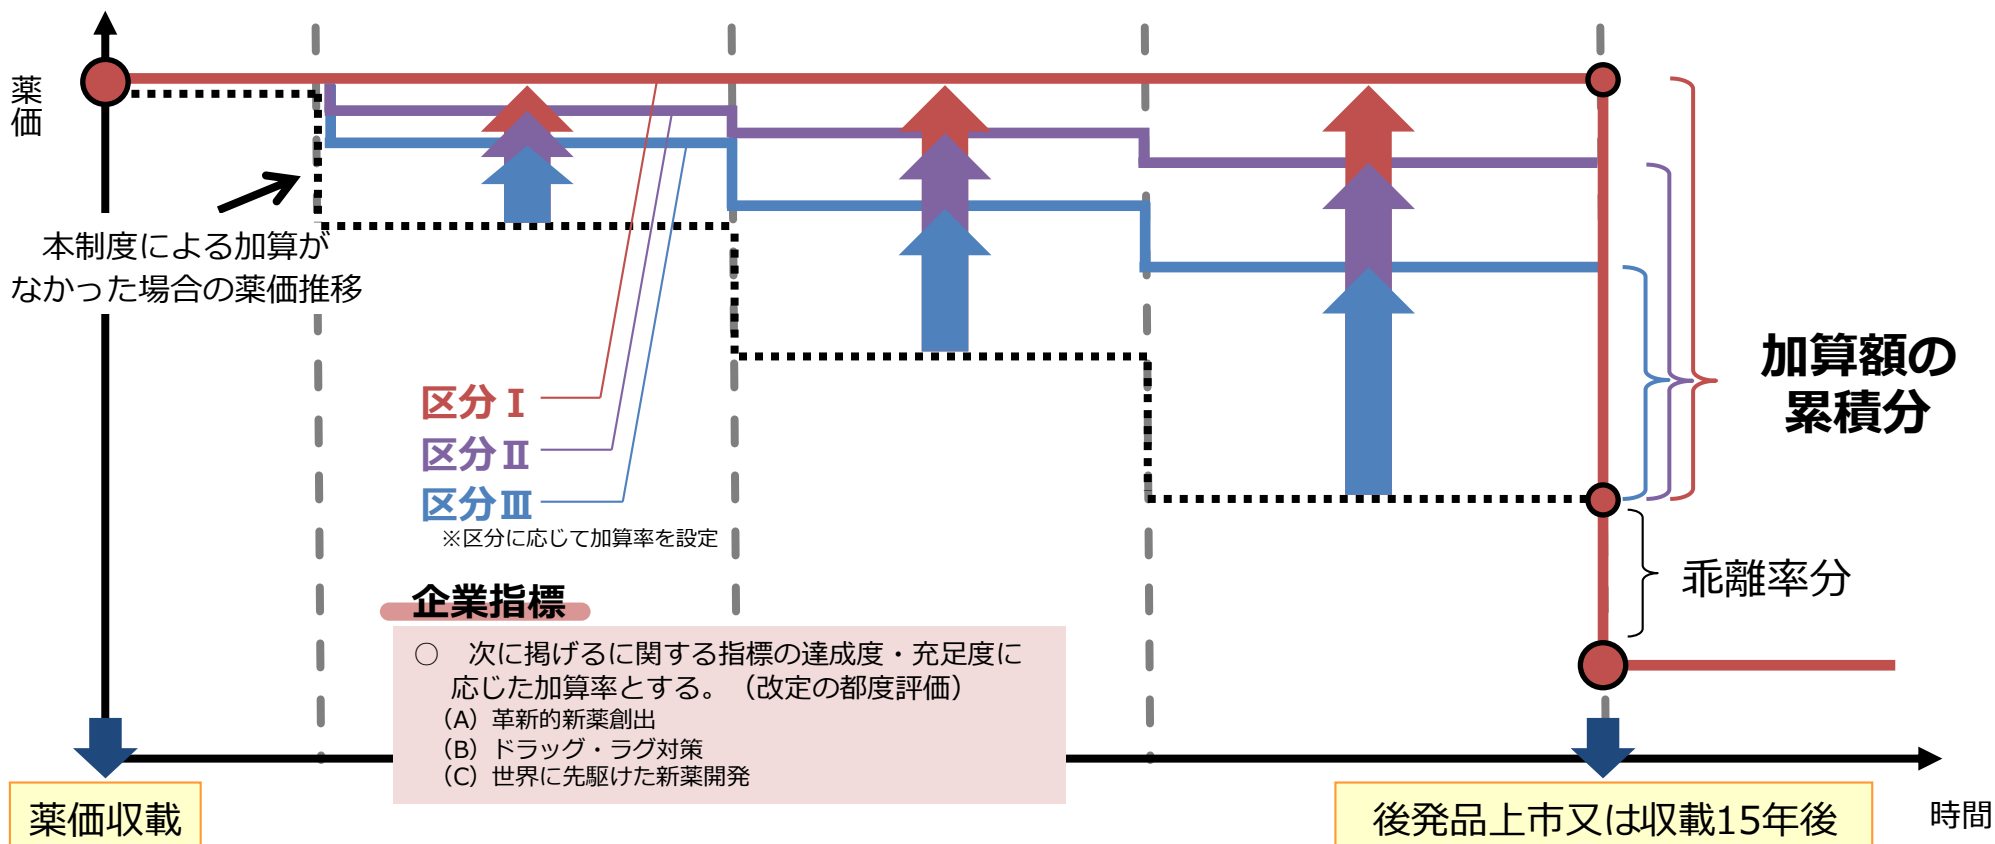 薬
価
本制度による加算が
なかった場合の薬価推移
区分Ⅰ
区分Ⅱ
区分Ⅲ
※区分に応じて加算率を設定
加算額の
累積分
乖離率分
企業指標
○　次に掲げるに関する指標の達成度・充足度に
応じた加算率とする。（改定の都度評価）
（A）革新的新薬創出
（B）ドラッグ・ラグ対策
（C）世界に先駆けた新薬開発
薬価収載
後発品上市又は収載15年後
時間